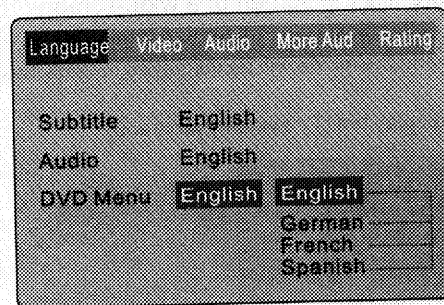 Language Video Audio More Aud Rating
Subtitle English
Audio English
DVD Menu English English
German
French
Spanish